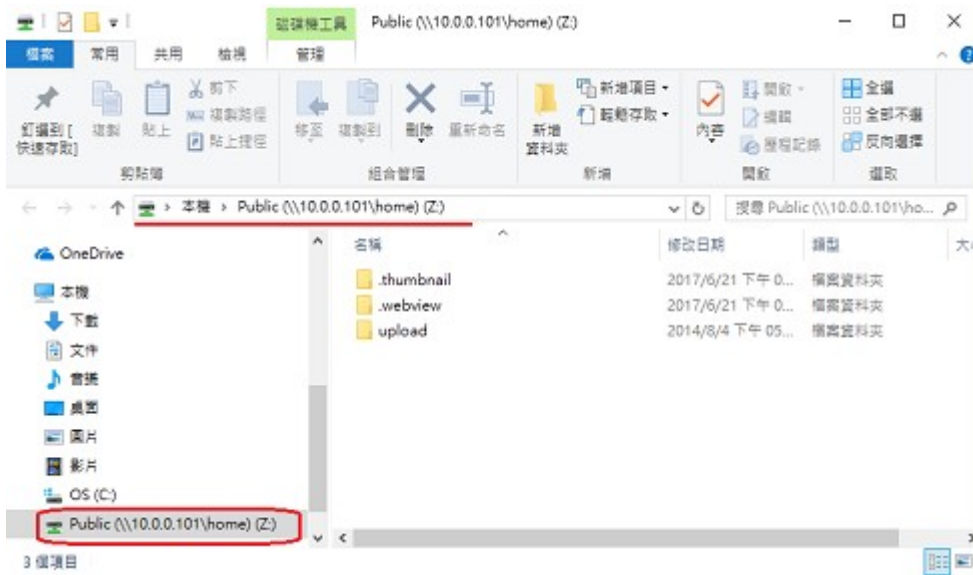 磁碟機工具 Public (\\10.0.0.101\home) (Z:)
檔案 常用 共用 檢視 管理
釘選到 [快速存取]
複製
貼上
剪下
複製路徑
貼上捷徑
剪貼簿
移至
複製到
刪除
重新命名
組合管理
新增資料夾
新增項目
輕鬆存取
新增
內容
開啟
編輯
歷程記錄
開啟
全選
全部不選
反向選擇
選取
本機 › Public (\\10.0.0.101\home) (Z:)
搜尋 Public (\\10.0.0.101\ho...
名稱 修改日期 類型
.thumbnail 2017/6/21 下午 0... 檔案資料夾
.webview 2017/6/21 下午 0... 檔案資料夾
upload 2014/8/4 下午 05... 檔案資料夾
OneDrive
本機
下載
文件
音樂
桌面
圖片
影片
OS (C:)
Public (\\10.0.0.101\home) (Z:)
3 個項目